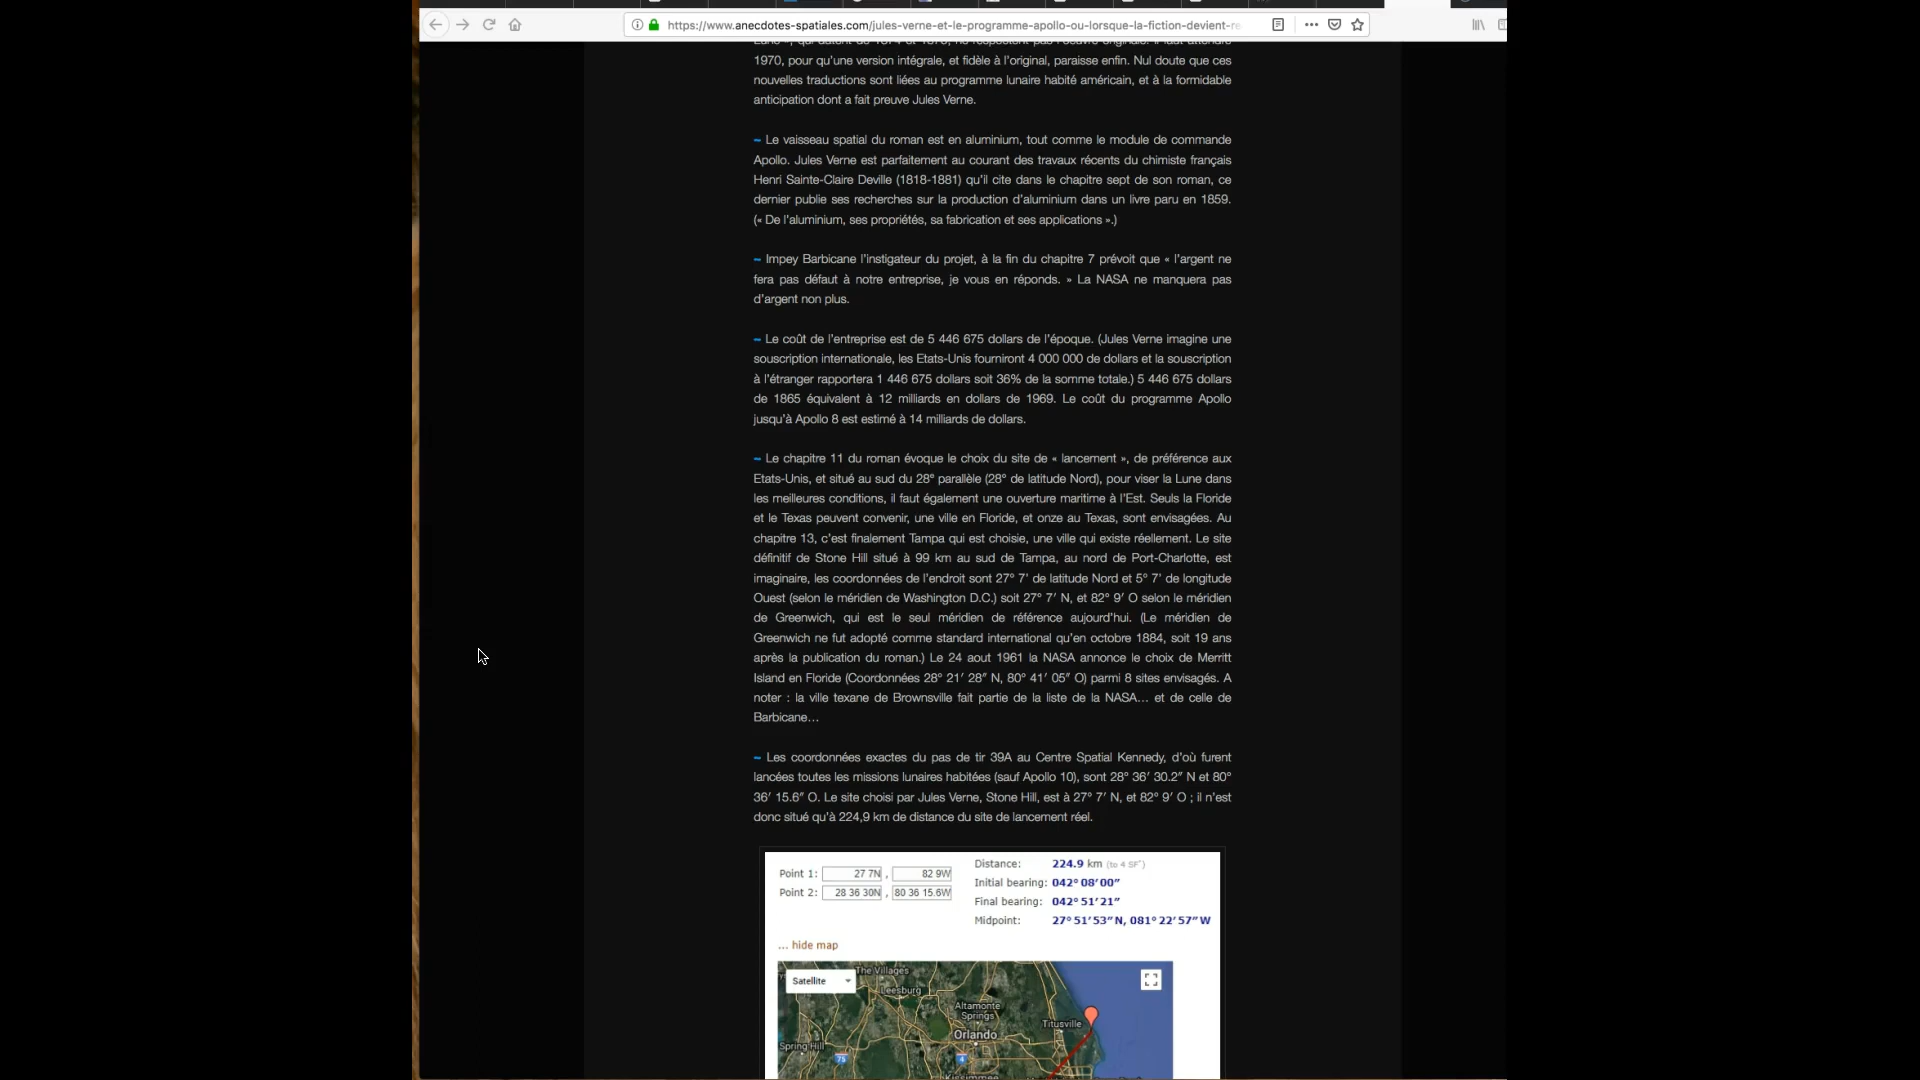 https://www.anecdotes-spatiales.com/jules-verne-et-le-programme-apollo-ou-lorsque-la-fiction-devient-re
1970, pour qu'une version intégrale, et fidèle à l'original, paraisse enfin. Nul doute que ces
nouvelles traductions sont liées au programme lunaire habité américain, et à la formidable
anticipation dont a fait preuve Jules Verne.
~ Le vaisseau spatial du roman est en aluminium, tout comme le module de commande
Apollo. Jules Verne est parfaitement au courant des travaux récents du chimiste français
Henri Sainte-Claire Deville (1818-1881) qu'il cite dans le chapitre sept de son roman, ce
dernier publie ses recherches sur la production d'aluminium dans un livre paru en 1859.
(« De l'aluminium, ses propriétés, sa fabrication et ses applications ».)
~ Impey Barbicane l'instigateur du projet, à la fin du chapitre 7 prévoit que « l'argent ne
fera pas défaut à notre entreprise, je vous en réponds. » La NASA ne manquera pas
d'argent non plus.
~ Le coût de l'entreprise est de 5 446 675 dollars de l'époque. (Jules Verne imagine une
souscription internationale, les Etats-Unis fourniront 4 000 000 de dollars et la souscription
à l'étranger rapportera 1 446 675 dollars soit 36% de la somme totale.) 5 446 675 dollars
de 1865 équivalent à 12 milliards en dollars de 1969. Le coût du programme Apollo
jusqu'à Apollo 8 est estimé à 14 milliards de dollars.
~ Le chapitre 11 du roman évoque le choix du site de « lancement », de préférence aux
Etats-Unis, et situé au sud du 28° parallèle (28° de latitude Nord), pour viser la Lune dans
les meilleures conditions, il faut également une ouverture maritime à l'Est. Seuls la Floride
et le Texas peuvent convenir, une ville en Floride, et onze au Texas, sont envisagées. Au
chapitre 13, c'est finalement Tampa qui est choisie, une ville qui existe réellement. Le site
définitif de Stone Hill situé à 99 km au sud de Tampa, au nord de Port-Charlotte, est
imaginaire, les coordonnées de l'endroit sont 27° 7' de latitude Nord et 5° 7' de longitude
Ouest (selon le méridien de Washington D.C.) soit 27° 7′ N, et 82° 9′ O selon le méridien
de Greenwich, qui est le seul méridien de référence aujourd'hui. (Le méridien de
Greenwich ne fut adopté comme standard international qu'en octobre 1884, soit 19 ans
après la publication du roman.) Le 24 aout 1961 la NASA annonce le choix de Merritt
Island en Floride (Coordonnées 28° 21′ 28″ N, 80° 41′ 05″ O) parmi 8 sites envisagés. A
noter : la ville texane de Brownsville fait partie de la liste de la NASA… et de celle de
Barbicane…
~ Les coordonnées exactes du pas de tir 39A au Centre Spatial Kennedy, d'où furent
lancées toutes les missions lunaires habitées (sauf Apollo 10), sont 28° 36′ 30.2″ N et 80°
36′ 15.6″ O. Le site choisi par Jules Verne, Stone Hill, est à 27° 7′ N, et 82° 9′ O ; il n'est
donc situé qu'à 224,9 km de distance du site de lancement réel.
Point 1: 27 7N , 82 9W
Point 2: 28 36 30N , 80 36 15.6W
Distance: 224.9 km (to 4 SF*)
Initial bearing: 042° 08′ 00″
Final bearing: 042° 51′ 21″
Midpoint: 27° 51′ 53″ N, 081° 22′ 57″ W
... hide map
Satellite
The Villages
Leesburg
Altamonte
Springs
Titusville
Orlando
Spring Hill
75
4
Kissimmee